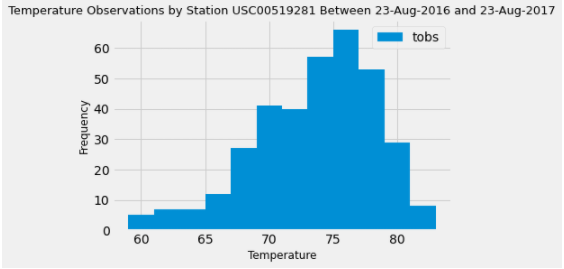 Temperature Observations by Station USC00519281 Between 23-Aug-2016 and 23-Aug-2017
tobs
60
50
40
30
20
10
0
Frequency
60 65 70 75 80
Temperature